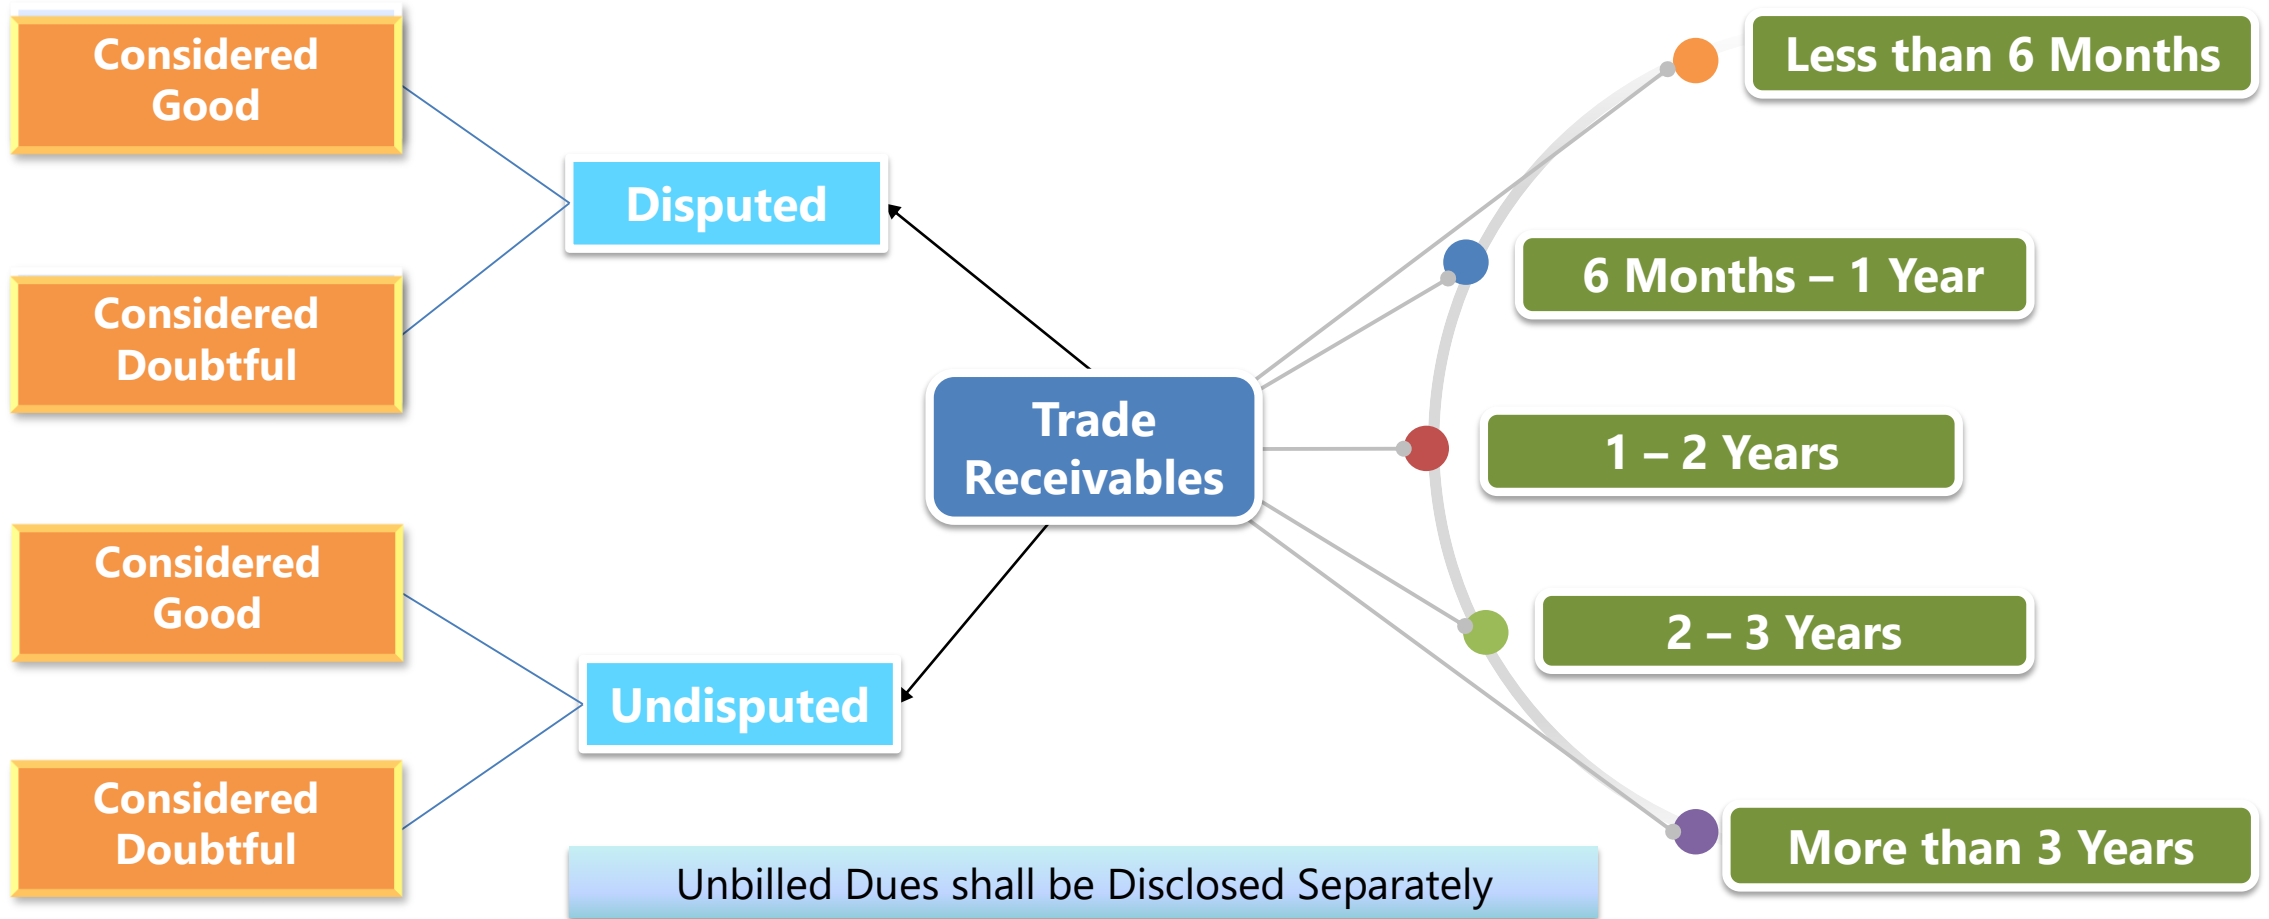 Considered
Good
Disputed
Considered
Doubtful
Considered
Good
Undisputed
Considered
Doubtful
Trade
Receivables
Less than 6 Months
6 Months – 1 Year
1 – 2 Years
2 – 3 Years
More than 3 Years
Unbilled Dues shall be Disclosed Separately